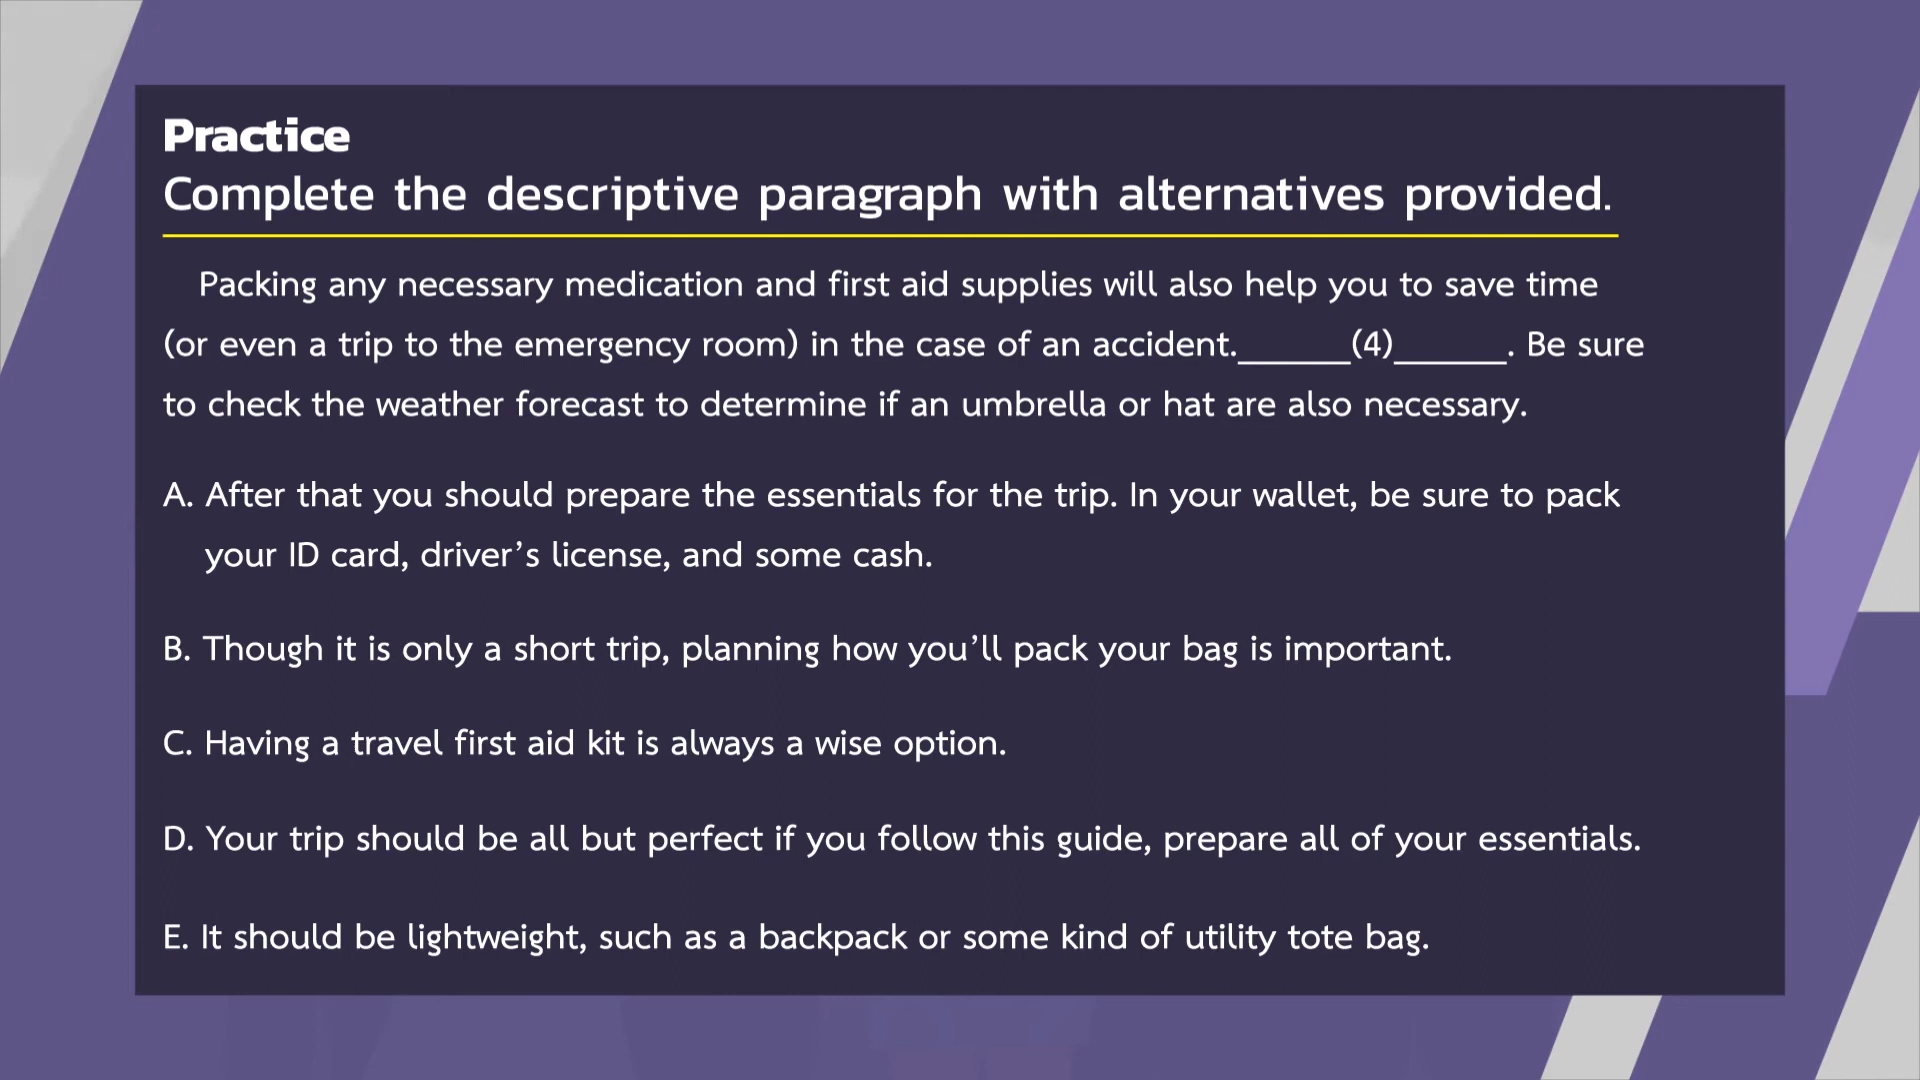 Practice
Complete the descriptive paragraph with alternatives provided.
Packing any necessary medication and first aid supplies will also help you to save time
(or even a trip to the emergency room) in the case of an accident.______(4)______. Be sure
to check the weather forecast to determine if an umbrella or hat are also necessary.
A. After that you should prepare the essentials for the trip. In your wallet, be sure to pack
your ID card, driver’s license, and some cash.
B. Though it is only a short trip, planning how you’ll pack your bag is important.
C. Having a travel first aid kit is always a wise option.
D. Your trip should be all but perfect if you follow this guide, prepare all of your essentials.
E. It should be lightweight, such as a backpack or some kind of utility tote bag.